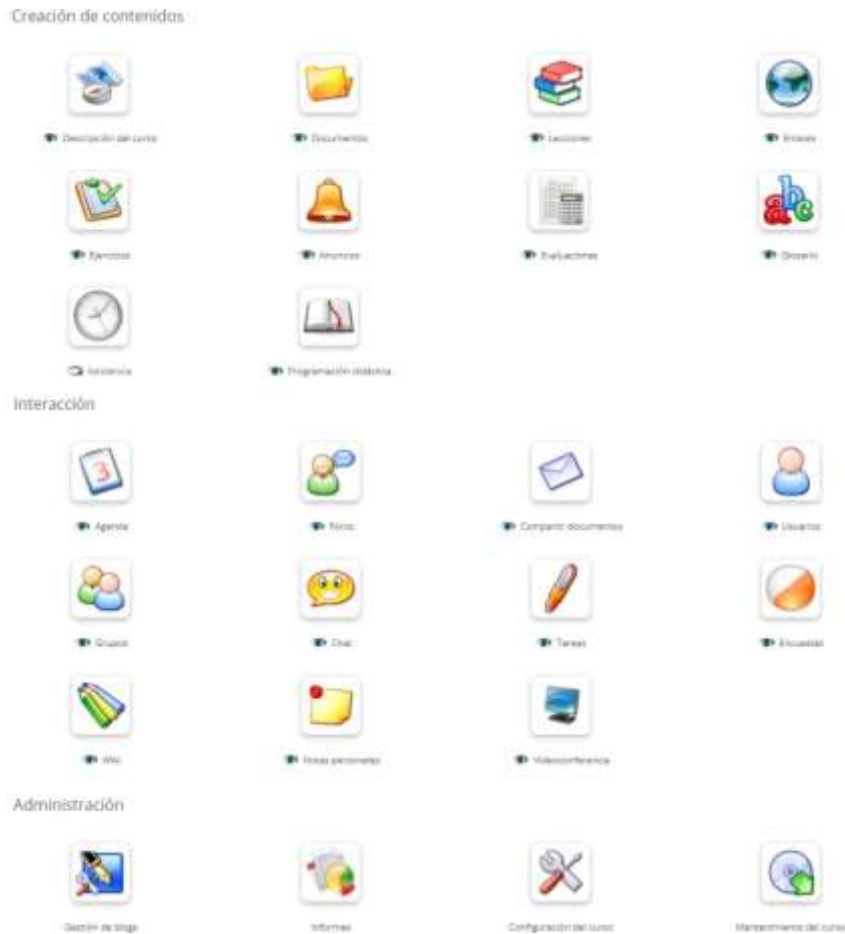 Creación de contenidos
Descripción del curso
Documentos
Lecciones
Enlaces
Ejercicios
Anuncios
Evaluaciones
Glosario
Asistencia
Programación didáctica
Interacción
3
Agenda
Foros
Compartir documentos
Usuarios
Grupos
Chat
Tareas
Encuestas
Wiki
Notas personales
Videoconferencia
Administración
Gestión de blogs
Informes
Configuración del curso
Mantenimiento del curso